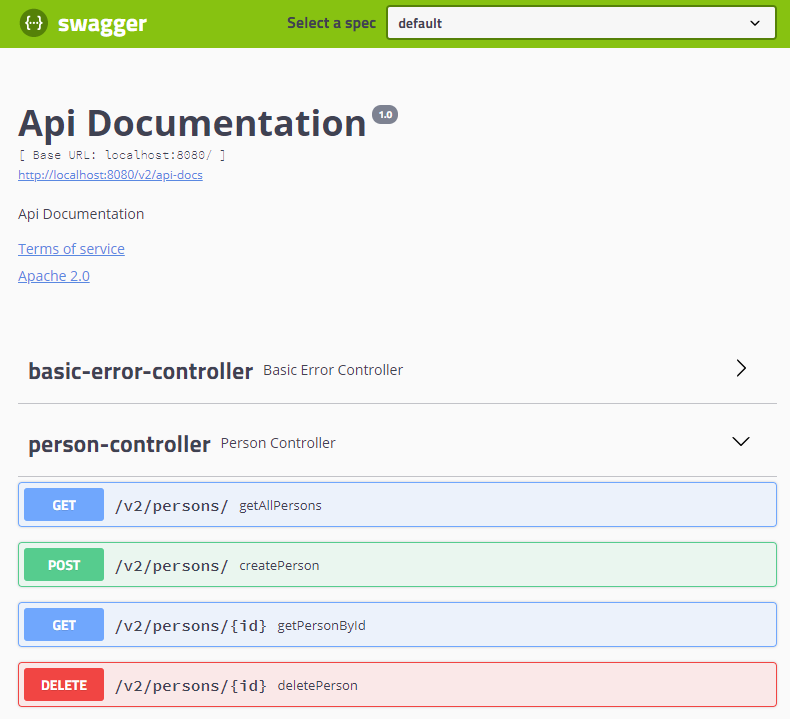 {···} swagger Select a spec default
Api Documentation 1.0
[ Base URL: localhost:8080/ ]
http://localhost:8080/v2/api-docs
Api Documentation
Terms of service
Apache 2.0
basic-error-controller Basic Error Controller
person-controller Person Controller
GET /v2/persons/ getAllPersons
POST /v2/persons/ createPerson
GET /v2/persons/{id} getPersonById
DELETE /v2/persons/{id} deletePerson